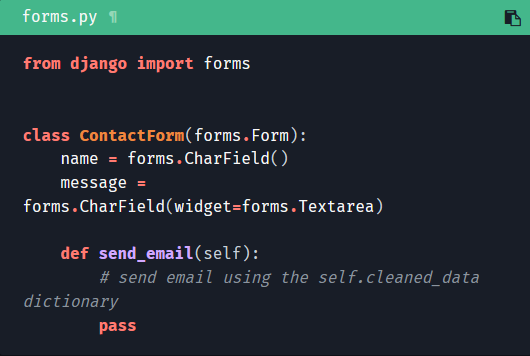 forms.py ¶
from django import forms
class ContactForm(forms.Form):
    name = forms.CharField()
    message =
forms.CharField(widget=forms.Textarea)
    def send_email(self):
        # send email using the self.cleaned_data
dictionary
        pass